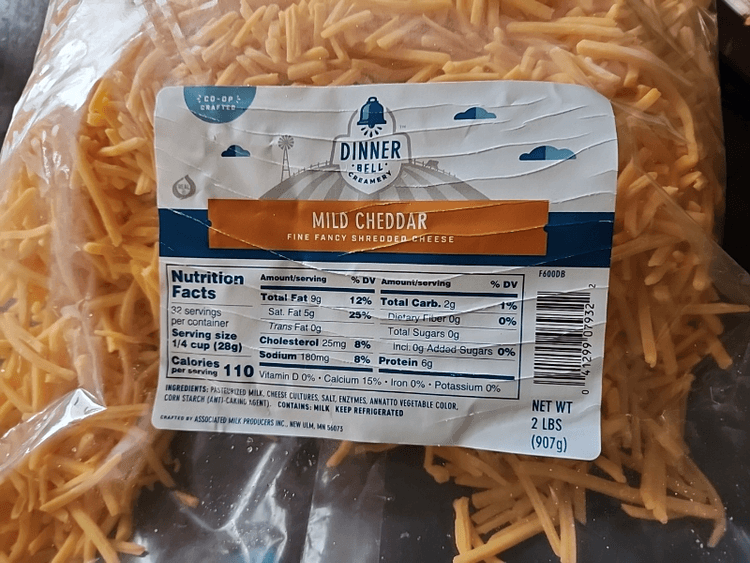 CO-OP
CRAFTED
DINNER
BELL
CREAMERY
REAL
MILD CHEDDAR
FINE FANCY SHREDDED CHEESE
F600DB
Nutrition
Facts
32 servings
per container
Serving size
1/4 cup (28g)
Calories
per serving 110
Amount/serving % DV
Total Fat 9g 12%
Sat. Fat 5g 25%
Trans Fat 0g
Cholesterol 25mg 8%
Sodium 180mg 8%
Amount/serving % DV
Total Carb. 2g 1%
Dietary Fiber 0g 0%
Total Sugars 0g
Incl. 0g Added Sugars 0%
Protein 6g
Vitamin D 0% • Calcium 15% • Iron 0% • Potassium 0%
INGREDIENTS: PASTEURIZED MILK, CHEESE CULTURES, SALT, ENZYMES, ANNATTO VEGETABLE COLOR,
CORN STARCH (ANTI-CAKING AGENT). CONTAINS: MILK KEEP REFRIGERATED
CRAFTED BY ASSOCIATED MILK PRODUCERS INC., NEW ULM, MN 56073
0 41299 07932 2
NET WT
2 LBS
(907g)